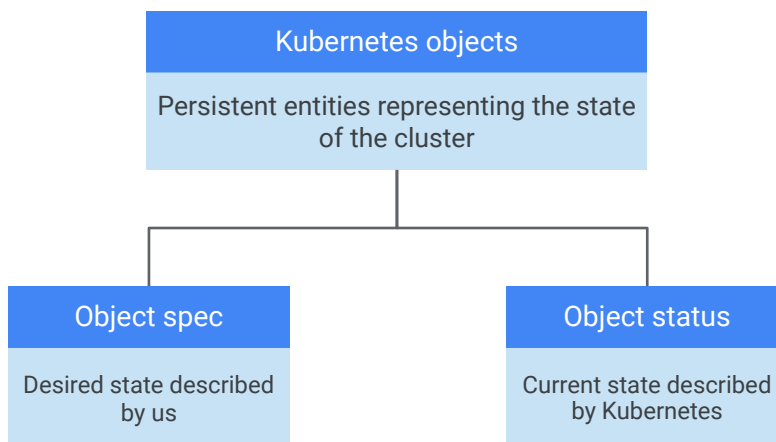 Kubernetes objects
Persistent entities representing the state
of the cluster
Object spec
Desired state described
by us
Object status
Current state described
by Kubernetes